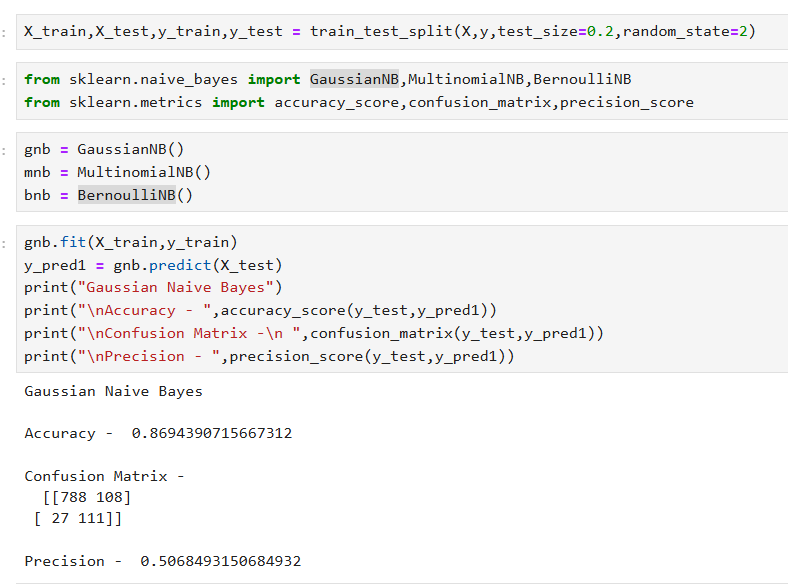 X_train,X_test,y_train,y_test = train_test_split(X,y,test_size=0.2,random_state=2)
from sklearn.naive_bayes import GaussianNB,MultinomialNB,BernoulliNB
from sklearn.metrics import accuracy_score,confusion_matrix,precision_score
gnb = GaussianNB()
mnb = MultinomialNB()
bnb = BernoulliNB()
gnb.fit(X_train,y_train)
y_pred1 = gnb.predict(X_test)
print("Gaussian Naive Bayes")
print("\nAccuracy - ",accuracy_score(y_test,y_pred1))
print("\nConfusion Matrix -\n ",confusion_matrix(y_test,y_pred1))
print("\nPrecision - ",precision_score(y_test,y_pred1))
Gaussian Naive Bayes
Accuracy -  0.8694390715667312
Confusion Matrix -
[[788 108]
[ 27 111]]
Precision -  0.5068493150684932